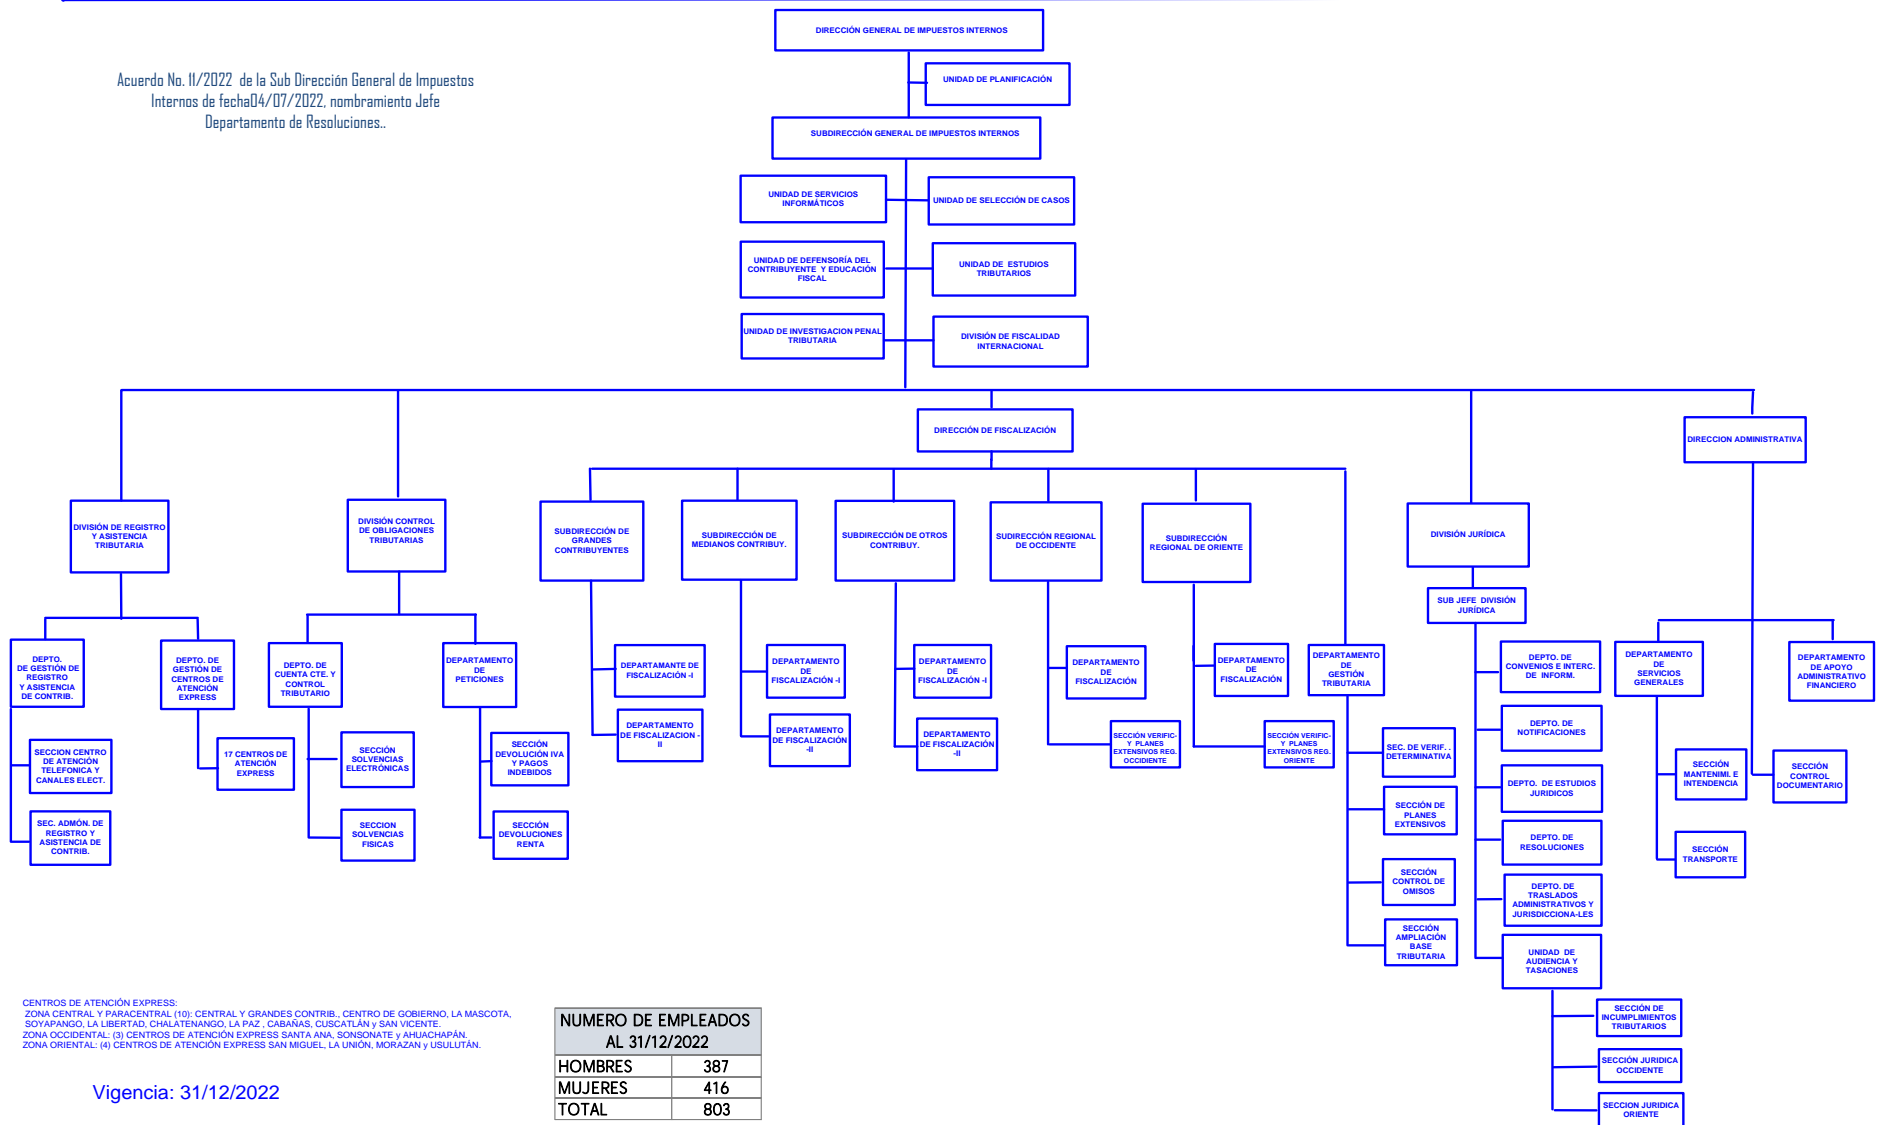 DIRECCIÓN GENERAL DE IMPUESTOS INTERNOS
UNIDAD DE PLANIFICACIÓN
Acuerdo No. 11/2022 de la Sub Dirección General de Impuestos
Internos de fecha04/07/2022, nombramiento Jefe
Departamento de Resoluciones..
SUBDIRECCIÓN GENERAL DE IMPUESTOS INTERNOS
UNIDAD DE SERVICIOS
INFORMÁTICOS
UNIDAD DE SELECCIÓN DE CASOS
UNIDAD DE DEFENSORÍA DEL
CONTRIBUYENTE Y EDUCACIÓN
FISCAL
UNIDAD DE ESTUDIOS
TRIBUTARIOS
UNIDAD DE INVESTIGACION PENAL
TRIBUTARIA
DIVISIÓN DE FISCALIDAD
INTERNACIONAL
DIRECCIÓN DE FISCALIZACIÓN
DIRECCION ADMINISTRATIVA
DIVISIÓN DE REGISTRO
Y ASISTENCIA
TRIBUTARIA
DIVISIÓN CONTROL
DE OBLIGACIONES
TRIBUTARIAS
SUBDIRECCIÓN DE
GRANDES
CONTRIBUYENTES
SUBDIRECCIÓN DE
MEDIANOS CONTRIBUY.
SUBDIRECCIÓN DE OTROS
CONTRIBUY.
SUDIRECCIÓN REGIONAL
DE OCCIDENTE
SUBDIRECCIÓN
REGIONAL DE ORIENTE
DIVISIÓN JURÍDICA
SUB JEFE DIVISIÓN
JURÍDICA
DEPTO.
DE GESTIÓN DE
REGISTRO
Y ASISTENCIA
DE CONTRIB.
DEPTO. DE
GESTIÓN DE
CENTROS DE
ATENCIÓN
EXPRESS
DEPTO. DE
CUENTA CTE. Y
CONTROL
TRIBUTARIO
DEPARTAMENTO
DE
PETICIONES
DEPARTAMANTE DE
FISCALIZACIÓN -I
DEPARTAMENTO
DE
FISCALIZACIÓN -I
DEPARTAMENTO
DE
FISCALIZACIÓN -I
DEPARTAMENTO
DE
FISCALIZACIÓN
DEPARTAMENTO
DE
FISCALIZACIÓN
DEPARTAMENTO
DE
GESTIÓN
TRIBUTARIA
DEPTO. DE
CONVENIOS E INTERC.
DE INFORM.
DEPARTAMENTO
DE
SERVICIOS
GENERALES
DEPARTAMENTO
DE APOYO
ADMINISTRATIVO
FINANCIERO
SECCION CENTRO
DE ATENCIÓN
TELEFONICA Y
CANALES ELECT.
17 CENTROS DE
ATENCIÓN
EXPRESS
SECCIÓN
SOLVENCIAS
ELECTRÓNICAS
SECCIÓN
DEVOLUCIÓN IVA
Y PAGOS
INDEBIDOS
DEPARTAMENTO
DE FISCALIZACION -
II
DEPARTAMENTO
DE FISCALIZACIÓN
-II
DEPARTAMENTO
DE FISCALIZACIÓN
-II
SECCIÓN VERIFIC-
Y PLANES
EXTENSIVOS REG.
OCCIDIENTE
SECCIÓN VERIFIC-
Y PLANES
EXTENSIVOS REG.
ORIENTE
SEC. DE VERIF. .
DETERMINATIVA
DEPTO. DE
NOTIFICACIONES
SECCIÓN
MANTENIMI. E
INTENDENCIA
SECCIÓN
CONTROL
DOCUMENTARIO
SEC. ADMÓN. DE
REGISTRO Y
ASISTENCIA DE
CONTRIB.
SECCION
SOLVENCIAS
FISICAS
SECCIÓN
DEVOLUCIONES
RENTA
SECCIÓN DE
PLANES
EXTENSIVOS
DEPTO. DE ESTUDIOS
JURIDICOS
DEPTO. DE
RESOLUCIONES
SECCIÓN
TRANSPORTE
SECCIÓN
CONTROL DE
OMISOS
DEPTO. DE
TRASLADOS
ADMINISTRATIVOS Y
JURISDICCIONA-LES
SECCIÓN
AMPLIACIÓN
BASE
TRIBUTARIA
UNIDAD DE
AUDIENCIA Y
TASACIONES
SECCIÓN DE
INCUMPLIMIENTOS
TRIBUTARIOS
SECCIÓN JURIDICA
OCCIDENTE
SECCION JURIDICA
ORIENTE
CENTROS DE ATENCIÓN EXPRESS:
ZONA CENTRAL Y PARACENTRAL (10): CENTRAL Y GRANDES CONTRIB., CENTRO DE GOBIERNO, LA MASCOTA,
SOYAPANGO, LA LIBERTAD, CHALATENANGO, LA PAZ , CABAÑAS, CUSCATLÁN y SAN VICENTE.
ZONA OCCIDENTAL: (3) CENTROS DE ATENCIÓN EXPRESS SANTA ANA, SONSONATE y AHUACHAPÁN.
ZONA ORIENTAL: (4) CENTROS DE ATENCIÓN EXPRESS SAN MIGUEL, LA UNIÓN, MORAZAN y USULUTÁN.
Vigencia: 31/12/2022
NUMERO DE EMPLEADOS
AL 31/12/2022
HOMBRES 387
MUJERES 416
TOTAL 803